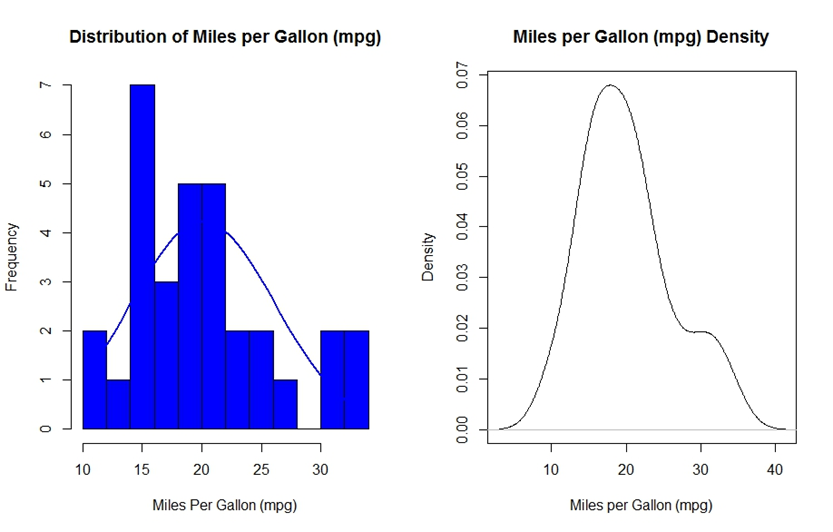 Distribution of Miles per Gallon (mpg)
7
6
5
4
3
2
1
0
Frequency
10 15 20 25 30
Miles Per Gallon (mpg)
Miles per Gallon (mpg) Density
0.07
0.06
0.05
0.04
0.03
0.02
0.01
0.00
Density
10 20 30 40
Miles per Gallon (mpg)